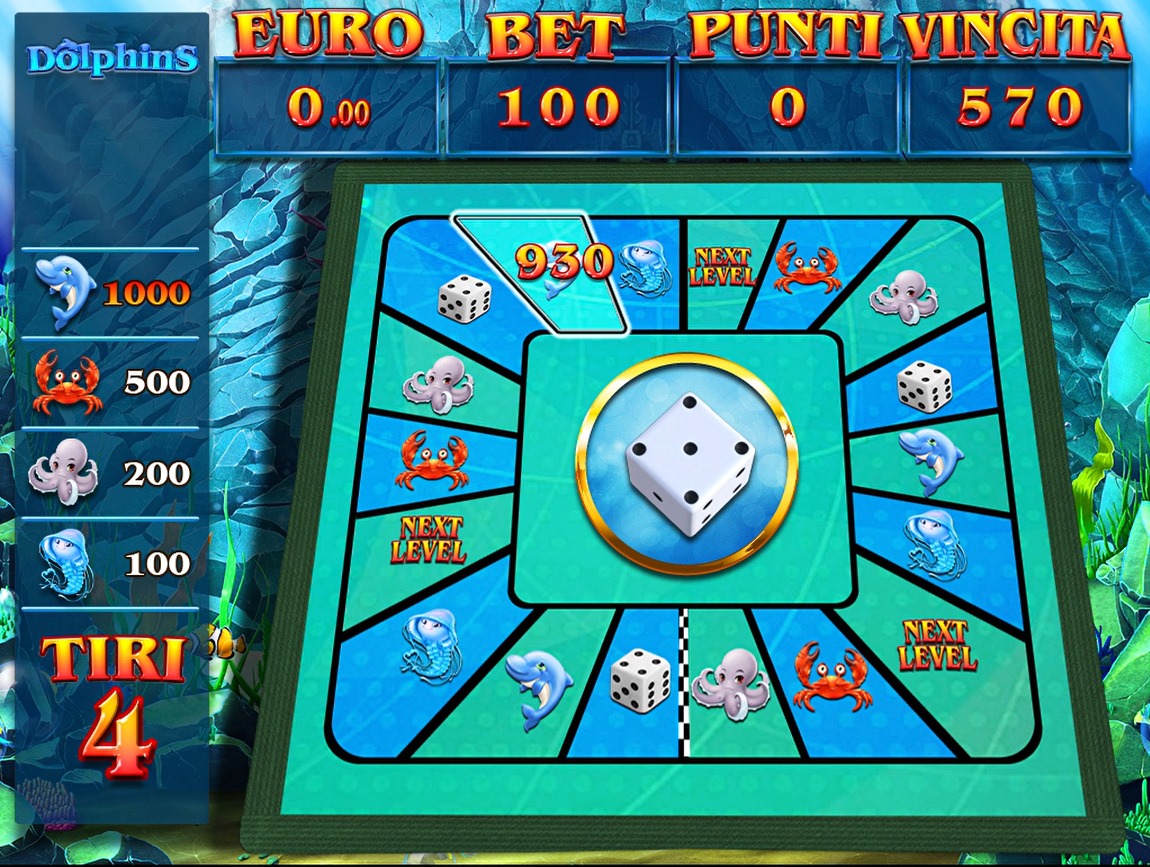 Dolphins
EURO BET PUNTI VINCITA
0.00 100 0 570
1000
500
200
100
TIRI
4
930
NEXT
LEVEL
NEXT
LEVEL
NEXT
LEVEL